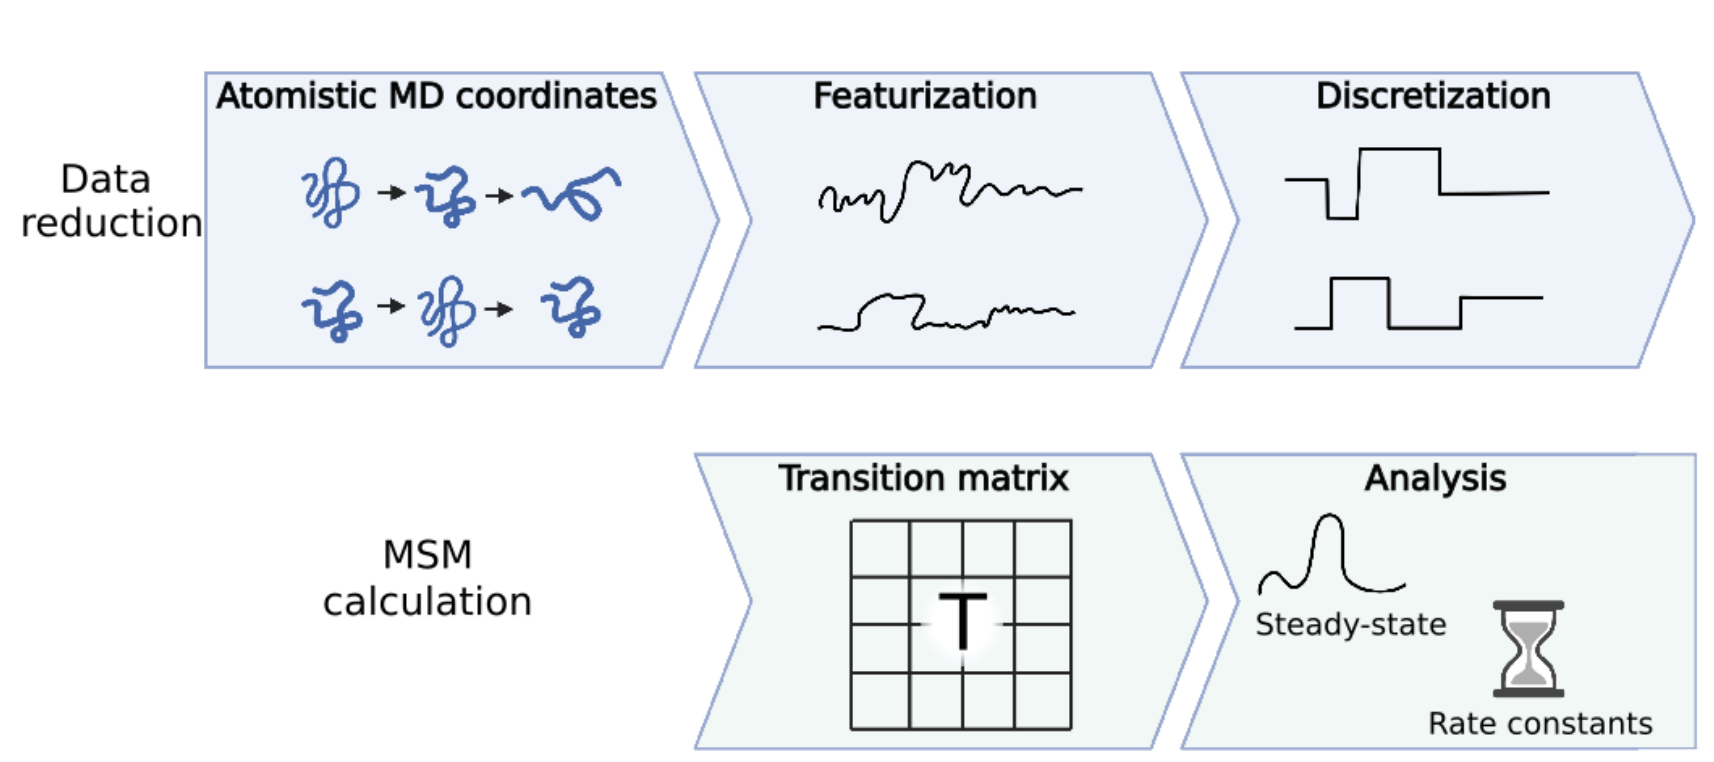 Atomistic MD coordinates
Featurization
Discretization
Data
reduction
Transition matrix
Analysis
MSM
calculation
T
Steady-state
Rate constants